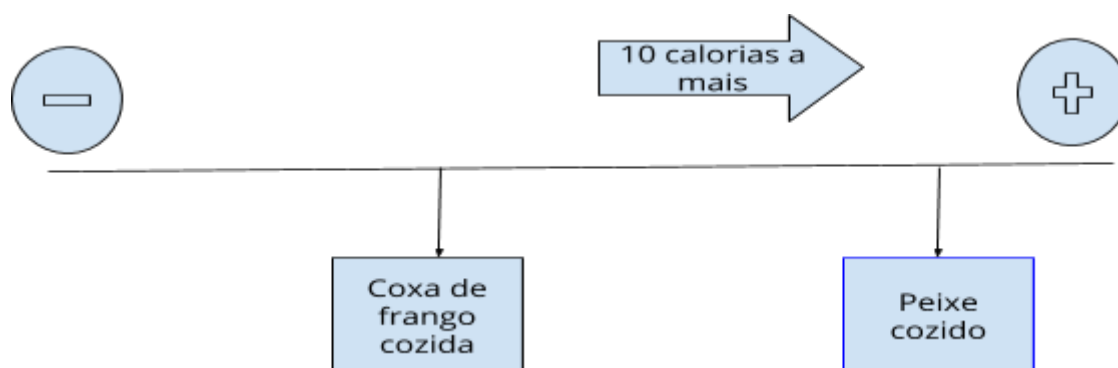 10 calorias a
mais
Coxa de
frango
cozida
Peixe
cozido